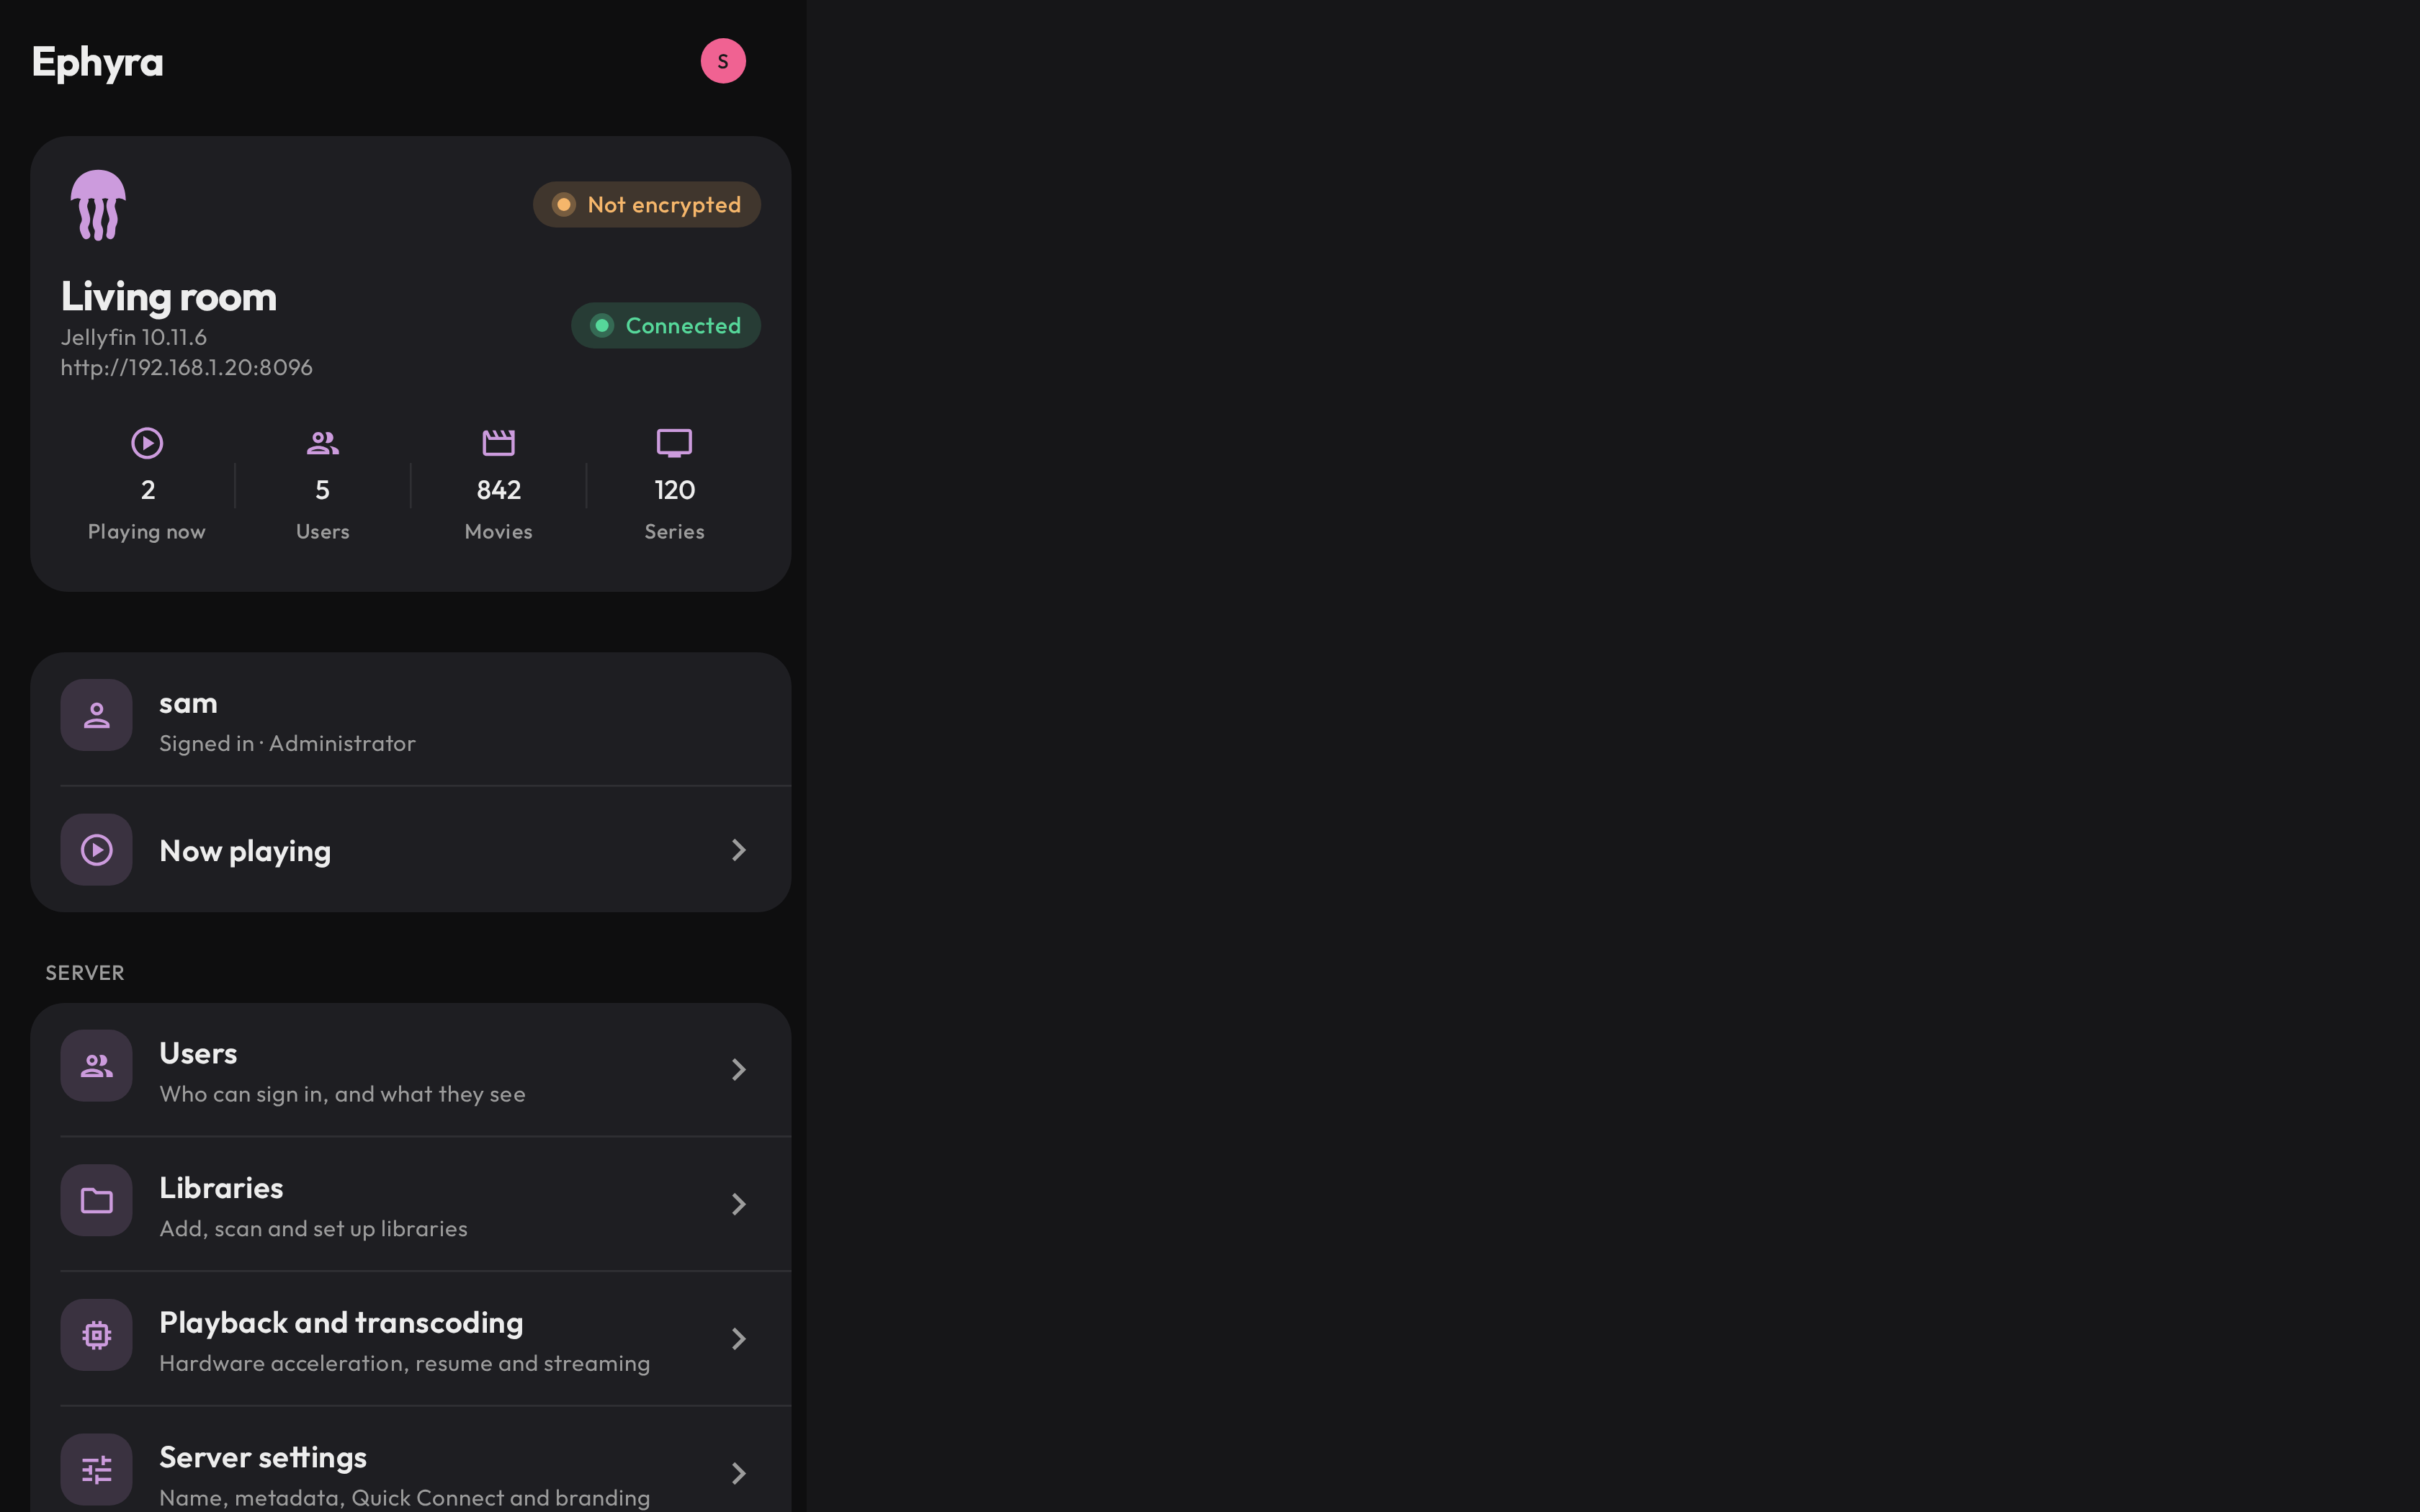 Ephyra
S
Not encrypted
Living room
Jellyfin 10.11.6
http://192.168.1.20:8096
Connected
2
5
842
120
Playing now
Users
Movies
Series
sam
Signed in · Administrator
Now playing
SERVER
Users
Who can sign in, and what they see
Libraries
Add, scan and set up libraries
Playback and transcoding
Hardware acceleration, resume and streaming
Server settings
Name, metadata, Quick Connect and branding